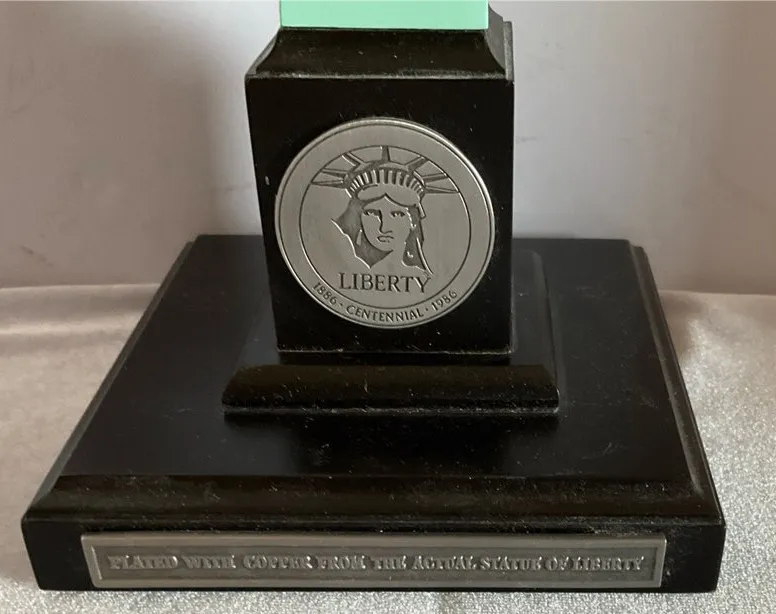 LIBERTY
1886 · CENTENNIAL · 1986
PLATED WITH COPPER FROM THE ACTUAL STATUE OF LIBERTY